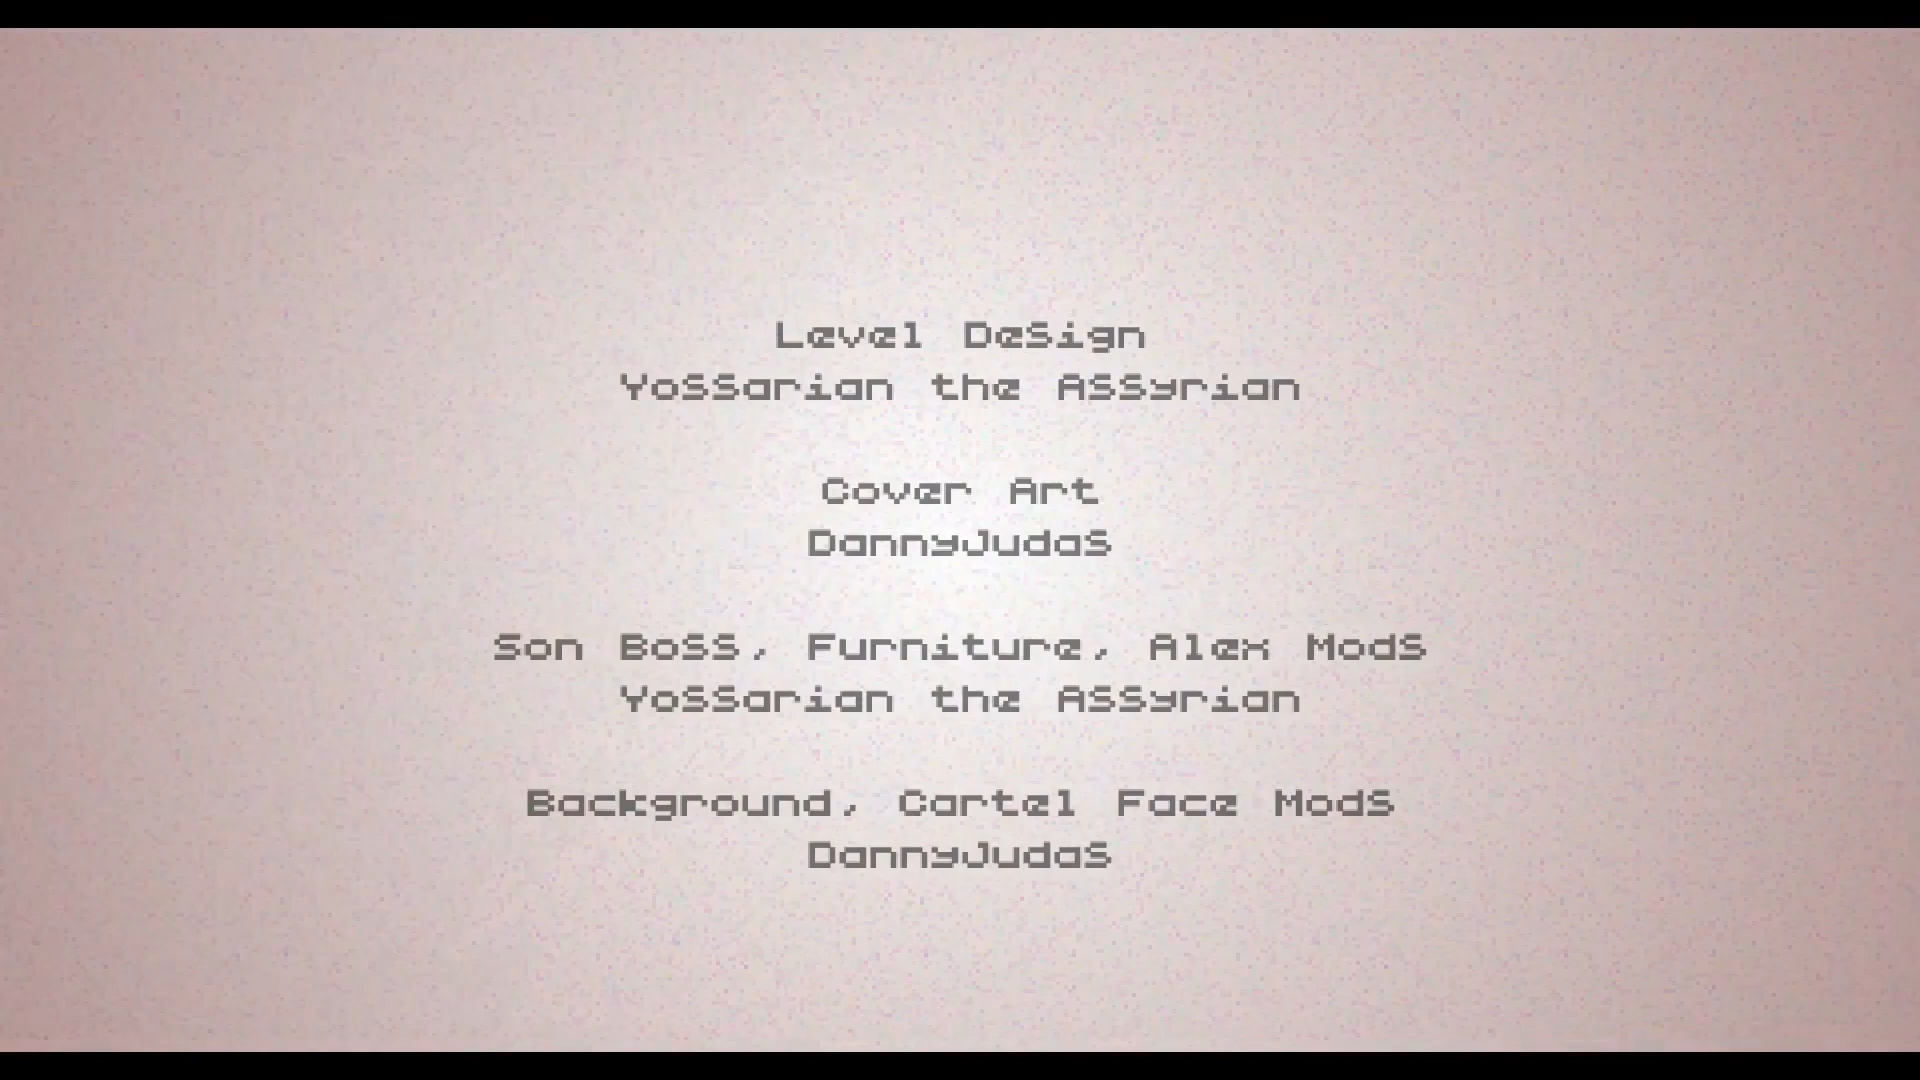 Level DeSign
YoSSarian the ASSyrian
Cover Art
DannyJudaS
Son BoSS, Furniture, Alex ModS
YoSSarian the ASSyrian
Background, Cartel Face ModS
DannyJudaS